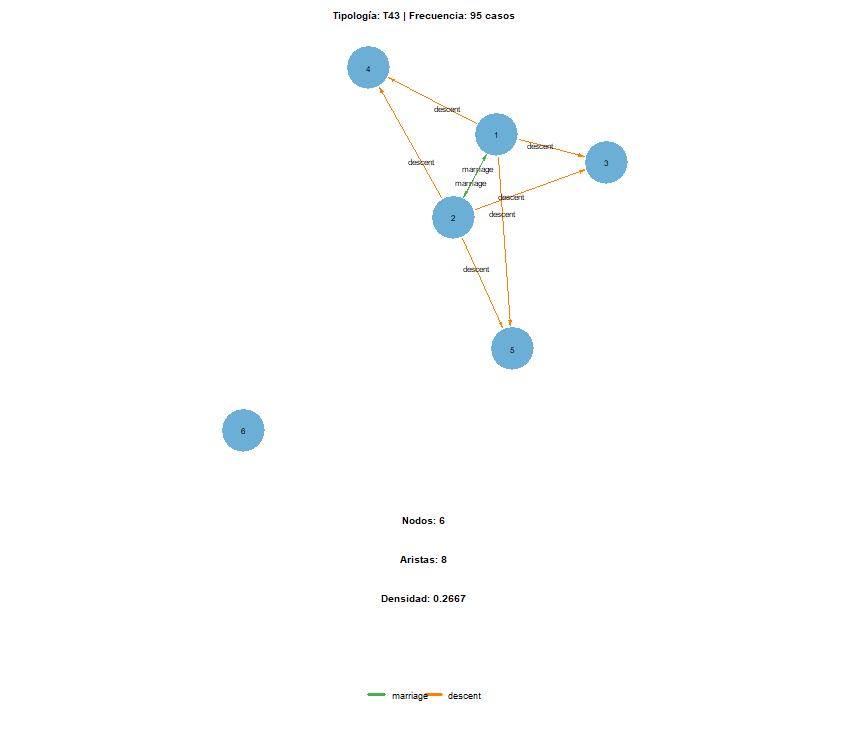 Tipología: T43 | Frecuencia: 95 casos
4
descent
1
descent
descent
3
marriage
marriage
descent
descent
2
descent
5
6
Nodos: 6
Aristas: 8
Densidad: 0.2667
marriage descent